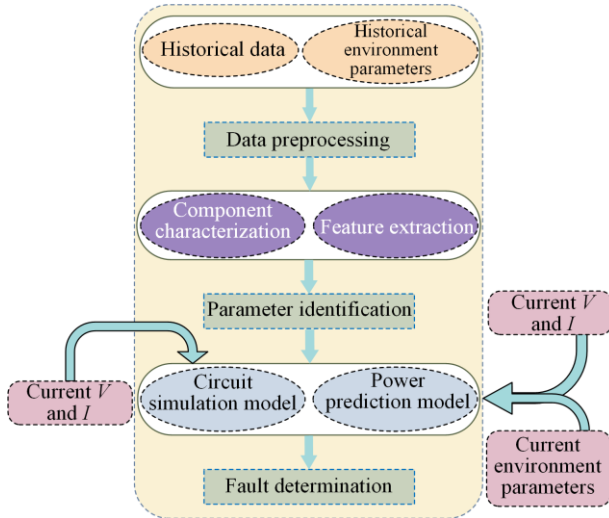 Historical data
Historical
environment
parameters
Data preprocessing
Component
characterization
Feature extraction
Parameter identification
Current V
and I
Current V
and I
Circuit
simulation model
Power
prediction model
Current
environment
parameters
Fault determination